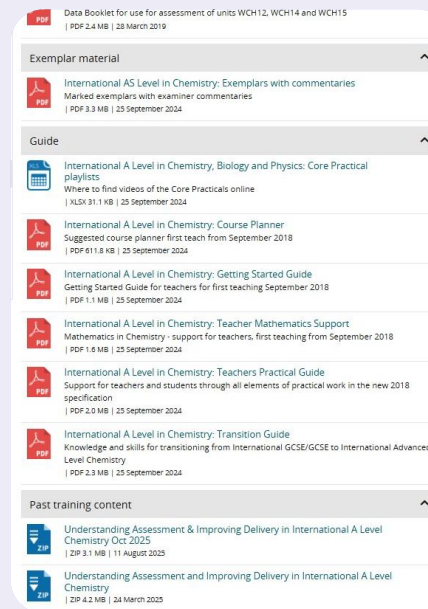 Data Booklet for use for assessment of units WCH12, WCH14 and WCH15
PDF
| PDF 2.4 MB | 28 March 2019
Exemplar material
International AS Level in Chemistry: Exemplars with commentaries
Marked exemplars with examiner commentaries
PDF
| PDF 3.3 MB | 25 September 2024
Guide
XLS
International A Level in Chemistry, Biology and Physics: Core Practical
playlists
Where to find videos of the Core Practicals online
| XLSX 31.1 KB | 25 September 2024
International A Level in Chemistry: Course Planner
Suggested course planner first teach from September 2018
PDF
| PDF 611.8 KB | 25 September 2024
International A Level in Chemistry: Getting Started Guide
Getting Started Guide for teachers for first teaching September 2018
PDF
| PDF 1.1 MB | 25 September 2024
International A Level in Chemistry: Teacher Mathematics Support
Mathematics in Chemistry - support for teachers, first teaching from September 2018
PDF
| PDF 1.6 MB | 25 September 2024
International A Level in Chemistry: Teachers Practical Guide
Support for teachers and students through all elements of practical work in the new 2018
PDF
specification
| PDF 2.0 MB | 25 September 2024
International A Level in Chemistry: Transition Guide
Knowledge and skills for transitioning from International GCSE/GCSE to International Advanced
PDF
Level Chemistry
| PDF 2.3 MB | 25 September 2024
Past training content
Understanding Assessment & Improving Delivery in International A Level
Chemistry Oct 2025
ZIP
| ZIP 3.1 MB | 11 August 2025
Understanding Assessment and Improving Delivery in International A Level
Chemistry
ZIP
| ZIP 4.2 MB | 24 March 2025